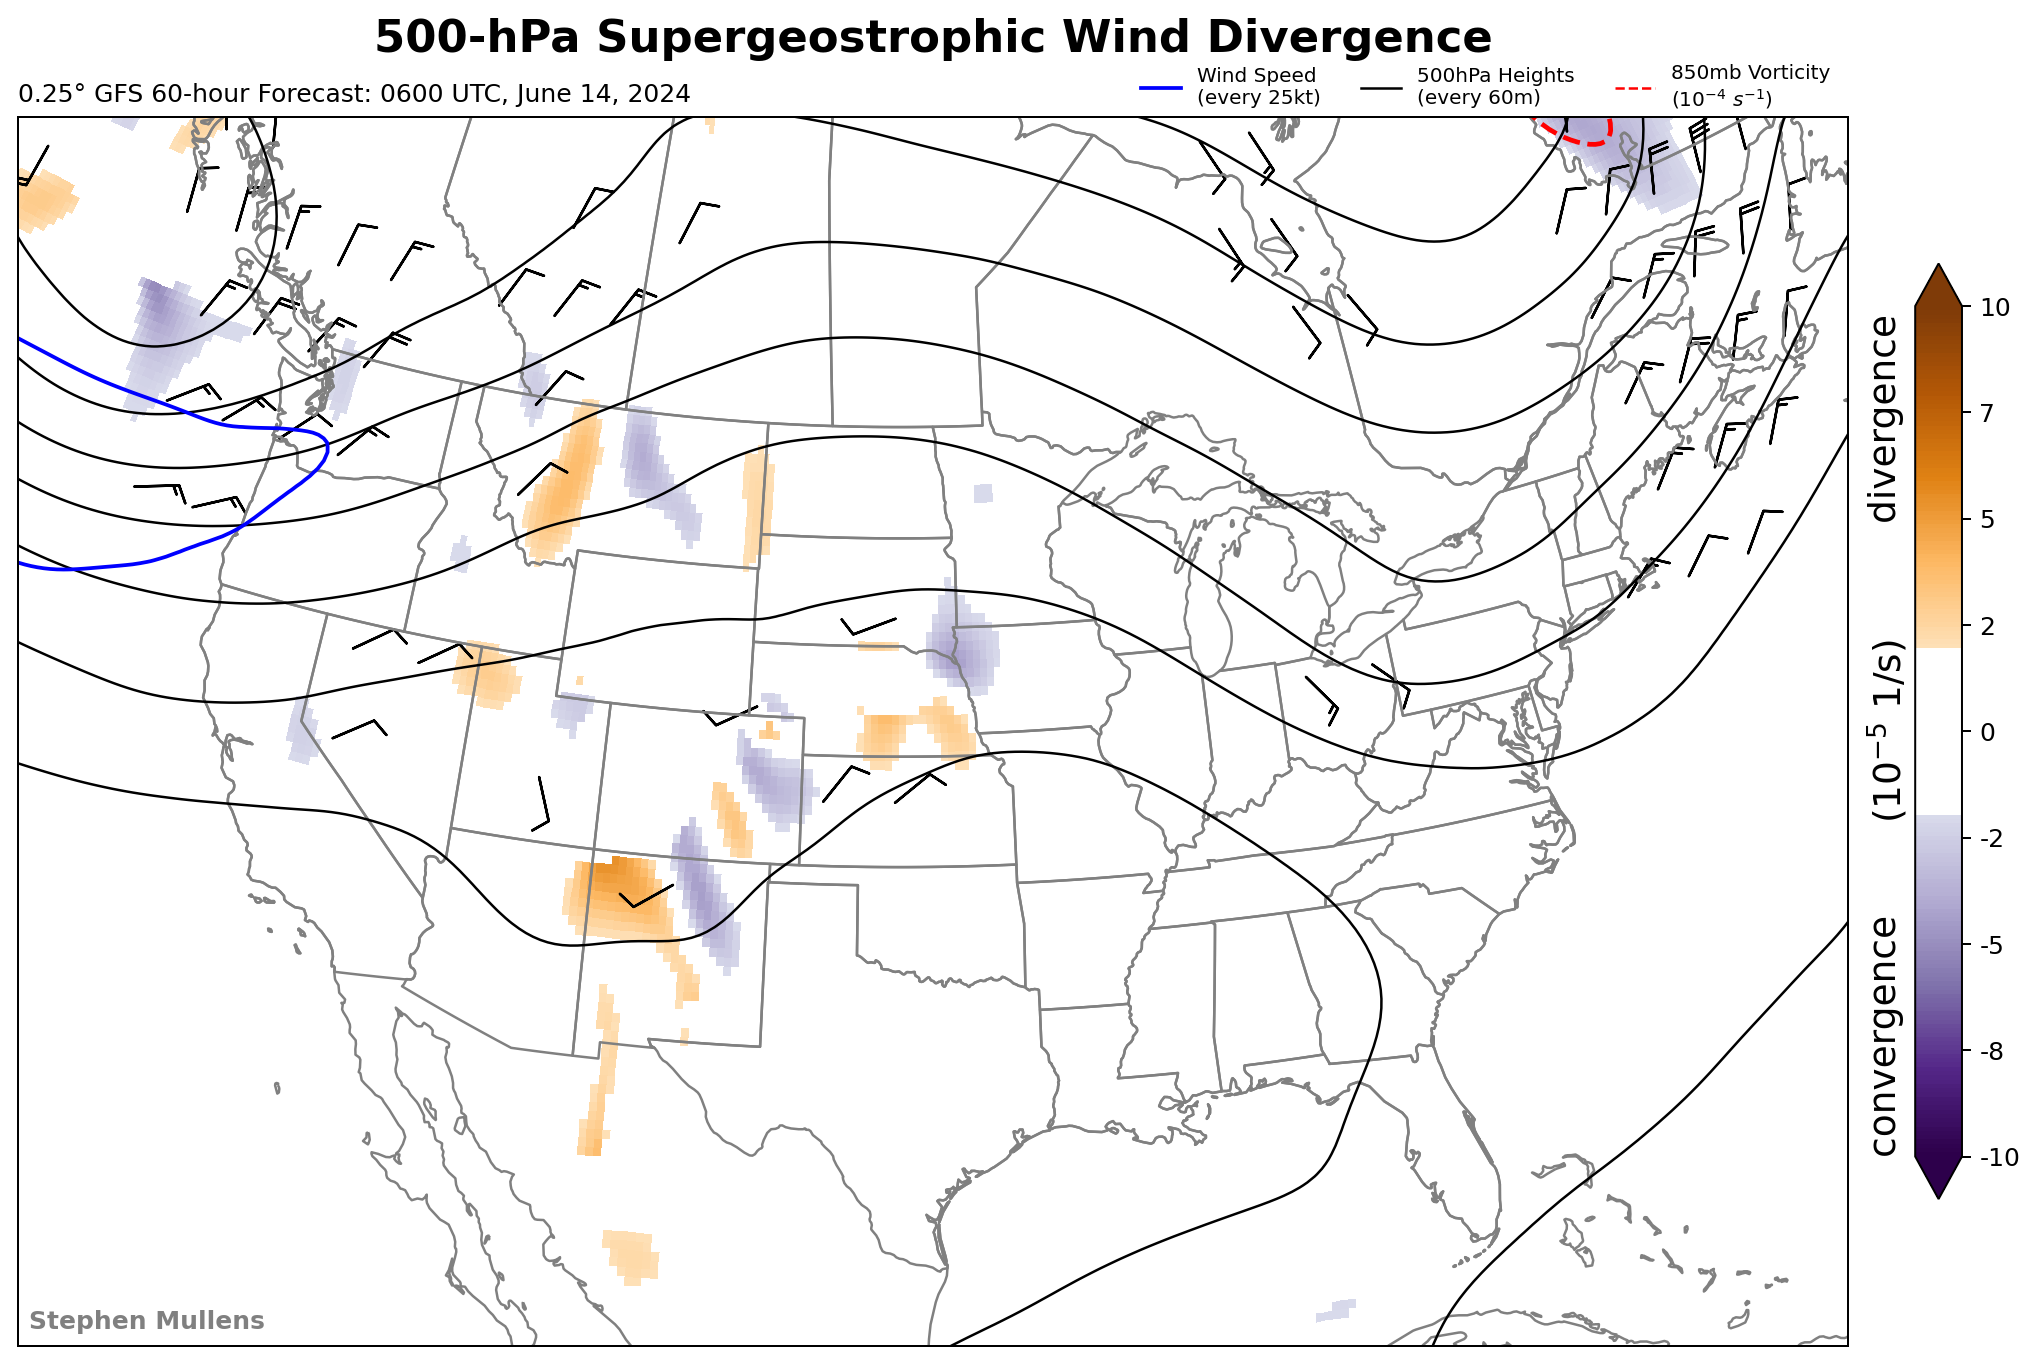 500-hPa Supergeostrophic Wind Divergence
0.25° GFS 60-hour Forecast: 0600 UTC, June 14, 2024
Wind Speed
(every 25kt)
500hPa Heights
(every 60m)
850mb Vorticity
(10⁻⁴ s⁻¹)
10
7
5
2
0
-2
-5
-8
-10
convergence (10⁻⁵ 1/s) divergence
Stephen Mullens